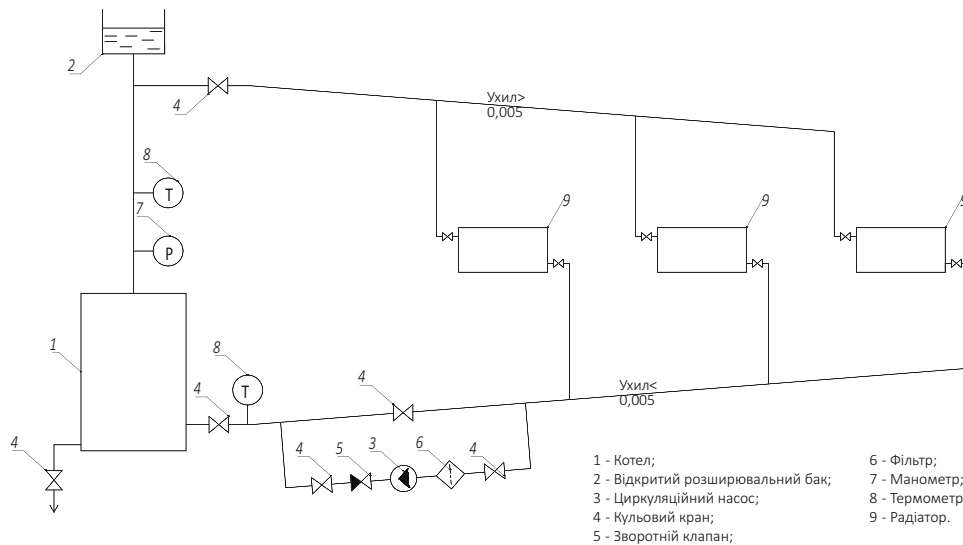 2
4
Ухил>
0,005
8
T
7
P
9
9
9
1
8
T
4
4
Ухил<
0,005
4
4
5
3
6
4
1 - Котел;
2 - Відкритий розширювальний бак;
3 - Циркуляційний насос;
4 - Кульовий кран;
5 - Зворотній клапан;
6 - Фільтр;
7 - Манометр;
8 - Термометр
9 - Радіатор.